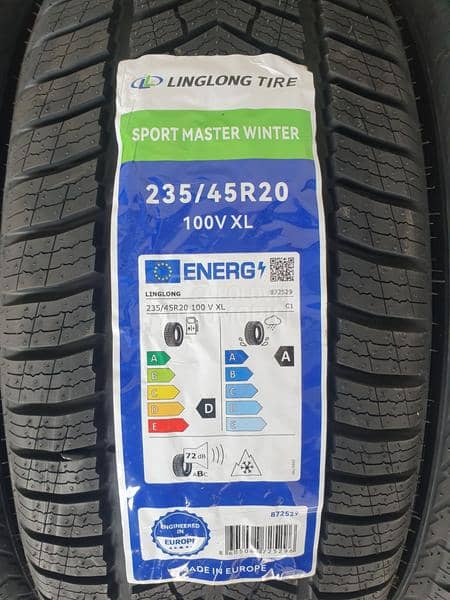 LINGLONG TIRE
SPORT MASTER WINTER
235/45R20
100V XL
ENERG
LINGLONG 872529
235/45R20 100 V XL C1
A A A
B B
C C
D D D
E E
72 dB
ABC
872529
ENGINEERED
IN
EUROPE
MADE IN EUROPE